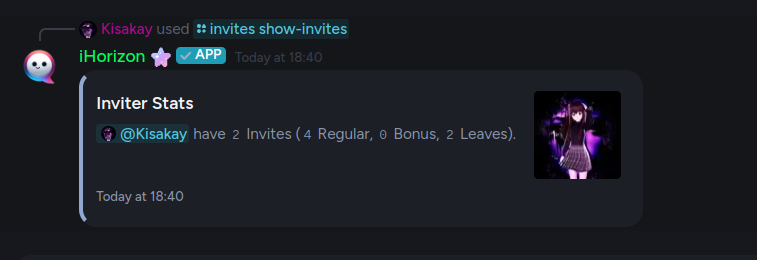 Kisakay used invites show-invites
iHorizon APP Today at 18:40
Inviter Stats
@Kisakay have 2 Invites ( 4 Regular, 0 Bonus, 2 Leaves).
Today at 18:40